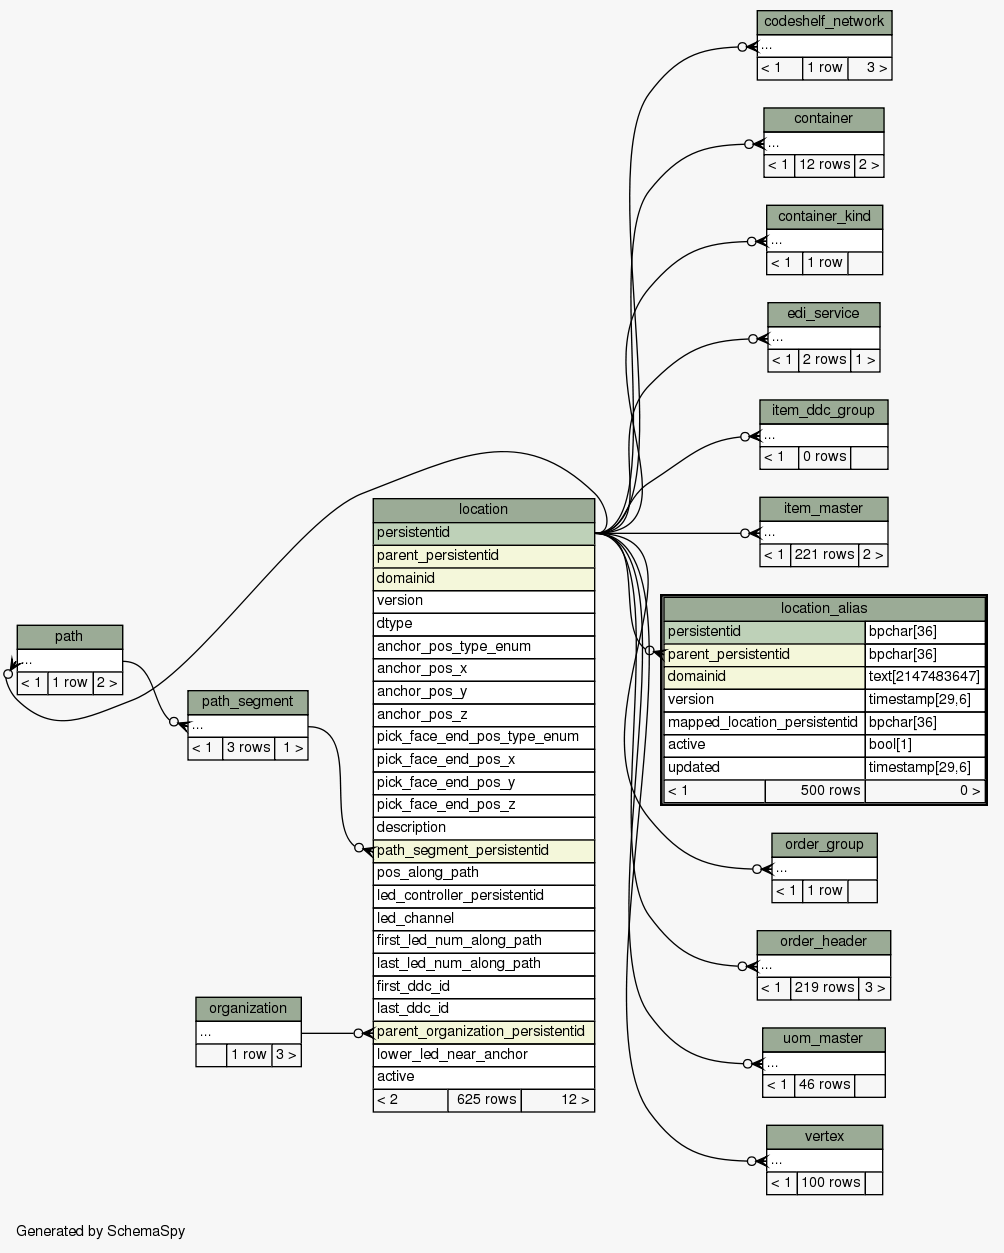 codeshelf_network
...
< 1 1 row 3 >
container
...
< 1 12 rows 2 >
container_kind
...
< 1 1 row
edi_service
...
< 1 2 rows 1 >
item_ddc_group
...
< 1 0 rows
item_master
...
< 1 221 rows 2 >
location
persistentid
parent_persistentid
domainid
version
dtype
anchor_pos_type_enum
anchor_pos_x
anchor_pos_y
anchor_pos_z
pick_face_end_pos_type_enum
pick_face_end_pos_x
pick_face_end_pos_y
pick_face_end_pos_z
description
path_segment_persistentid
pos_along_path
led_controller_persistentid
led_channel
first_led_num_along_path
last_led_num_along_path
first_ddc_id
last_ddc_id
parent_organization_persistentid
lower_led_near_anchor
active
< 2 625 rows 12 >
location_alias
persistentid bpchar[36]
parent_persistentid bpchar[36]
domainid text[2147483647]
version timestamp[29,6]
mapped_location_persistentid bpchar[36]
active bool[1]
updated timestamp[29,6]
< 1 500 rows 0 >
path
...
< 1 1 row 2 >
path_segment
...
< 1 3 rows 1 >
organization
...
1 row 3 >
order_group
...
< 1 1 row
order_header
...
< 1 219 rows 3 >
uom_master
...
< 1 46 rows
vertex
...
< 1 100 rows
Generated by SchemaSpy